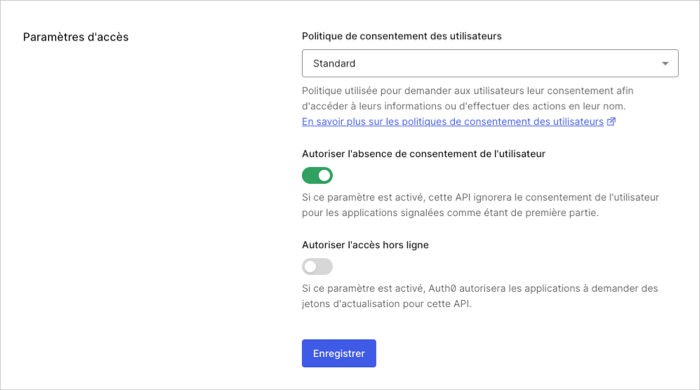 Paramètres d'accès
Politique de consentement des utilisateurs
Standard
Politique utilisée pour demander aux utilisateurs leur consentement afin
d'accéder à leurs informations ou d'effectuer des actions en leur nom.
En savoir plus sur les politiques de consentement des utilisateurs
Autoriser l'absence de consentement de l'utilisateur
Si ce paramètre est activé, cette API ignorera le consentement de l'utilisateur
pour les applications signalées comme étant de première partie.
Autoriser l'accès hors ligne
Si ce paramètre est activé, Auth0 autorisera les applications à demander des
jetons d'actualisation pour cette API.
Enregistrer